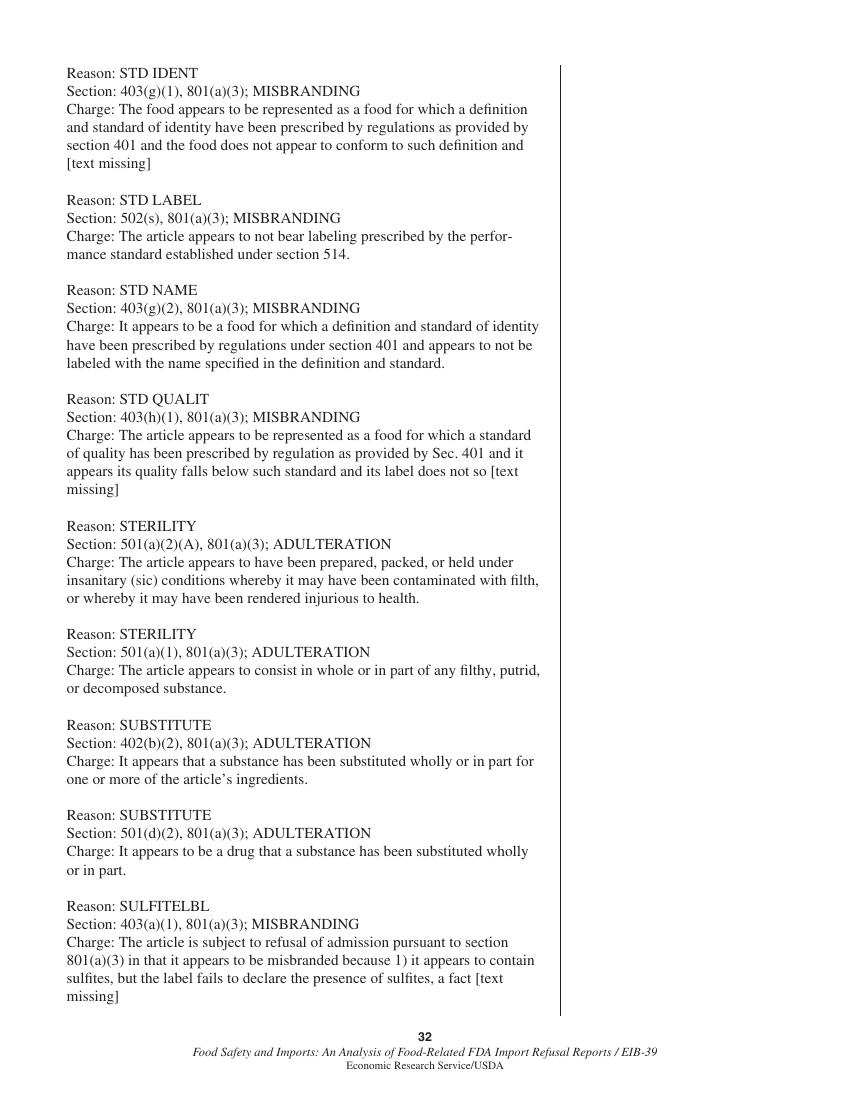 Reason: STD IDENT
Section: 403(g)(1), 801(a)(3); MISBRANDING
Charge: The food appears to be represented as a food for which a definition
and standard of identity have been prescribed by regulations as provided by
section 401 and the food does not appear to conform to such definition and
[text missing]
Reason: STD LABEL
Section: 502(s), 801(a)(3); MISBRANDING
Charge: The article appears to not bear labeling prescribed by the perfor-
mance standard established under section 514.
Reason: STD NAME
Section: 403(g)(2), 801(a)(3); MISBRANDING
Charge: It appears to be a food for which a definition and standard of identity
have been prescribed by regulations under section 401 and appears to not be
labeled with the name specified in the definition and standard.
Reason: STD QUALIT
Section: 403(h)(1), 801(a)(3); MISBRANDING
Charge: The article appears to be represented as a food for which a standard
of quality has been prescribed by regulation as provided by Sec. 401 and it
appears its quality falls below such standard and its label does not so [text
missing]
Reason: STERILITY
Section: 501(a)(2)(A), 801(a)(3); ADULTERATION
Charge: The article appears to have been prepared, packed, or held under
insanitary (sic) conditions whereby it may have been contaminated with filth,
or whereby it may have been rendered injurious to health.
Reason: STERILITY
Section: 501(a)(1), 801(a)(3); ADULTERATION
Charge: The article appears to consist in whole or in part of any filthy, putrid,
or decomposed substance.
Reason: SUBSTITUTE
Section: 402(b)(2), 801(a)(3); ADULTERATION
Charge: It appears that a substance has been substituted wholly or in part for
one or more of the article's ingredients.
Reason: SUBSTITUTE
Section: 501(d)(2), 801(a)(3); ADULTERATION
Charge: It appears to be a drug that a substance has been substituted wholly
or in part.
Reason: SULFITELBL
Section: 403(a)(1), 801(a)(3); MISBRANDING
Charge: The article is subject to refusal of admission pursuant to section
801(a)(3) in that it appears to be misbranded because 1) it appears to contain
sulfites, but the label fails to declare the presence of sulfites, a fact [text
missing]
32
Food Safety and Imports: An Analysis of Food-Related FDA Import Refusal Reports / EIB-39
Economic Research Service/USDA